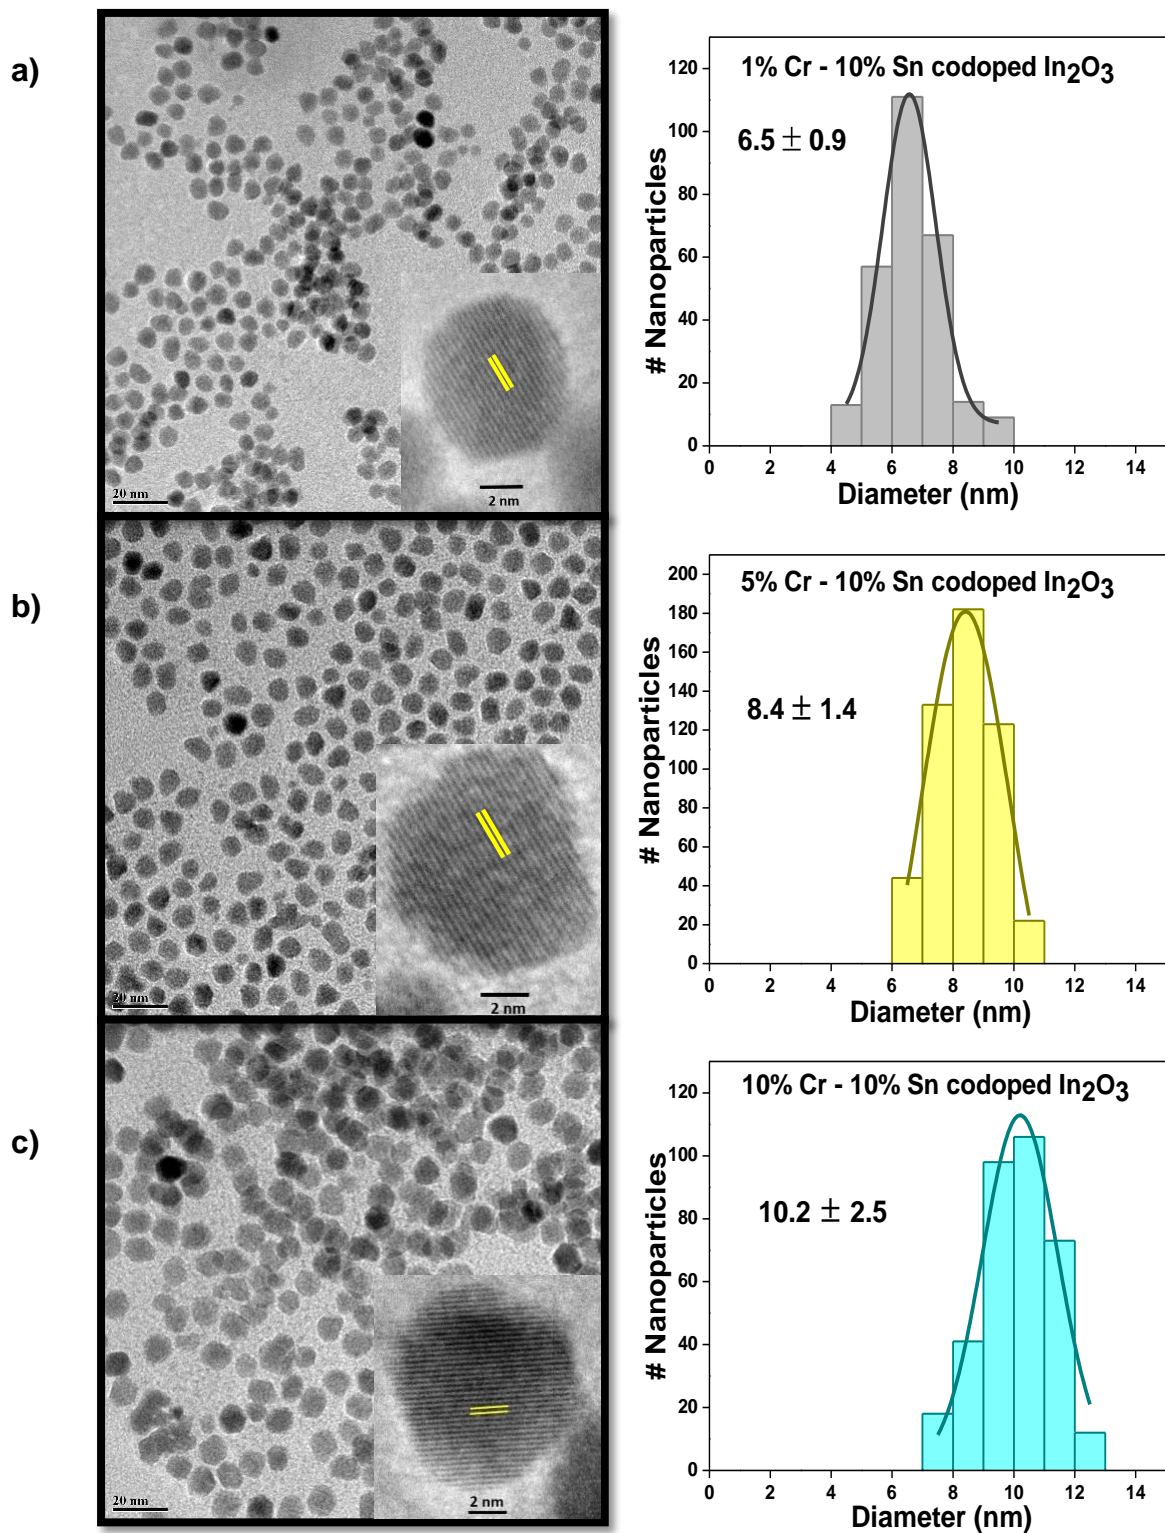 a)
20 nm
2 nm
1% Cr - 10% Sn codoped In2O3
6.5 ± 0.9
# Nanoparticles
120
100
80
60
40
20
0
0 2 4 6 8 10 12 14
Diameter (nm)
b)
20 nm
2 nm
5% Cr - 10% Sn codoped In2O3
8.4 ± 1.4
# Nanoparticles
200
180
160
140
120
100
80
60
40
20
0
0 2 4 6 8 10 12 14
Diameter (nm)
c)
20 nm
2 nm
10% Cr - 10% Sn codoped In2O3
10.2 ± 2.5
# Nanoparticles
120
100
80
60
40
20
0
0 2 4 6 8 10 12 14
Diameter (nm)